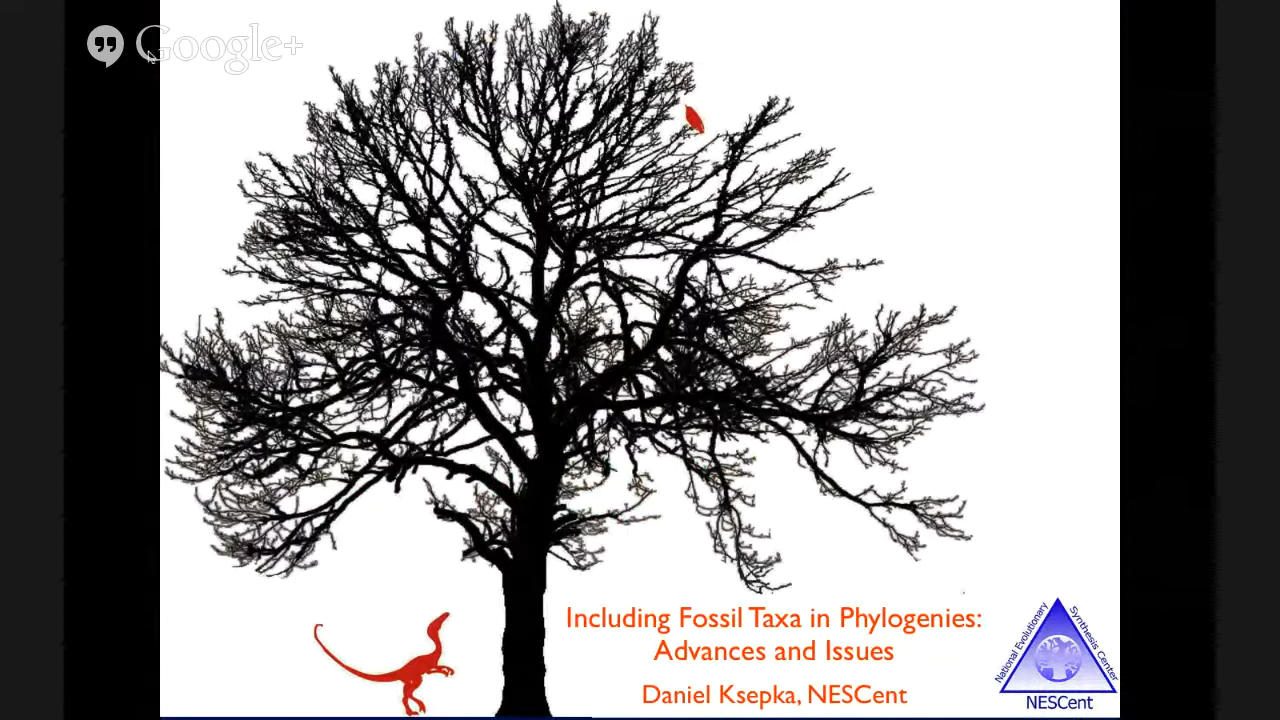 Google+
Including Fossil Taxa in Phylogenies:
Advances and Issues
Daniel Ksepka, NESCent
National Evolutionary
Synthesis Center
NESCent